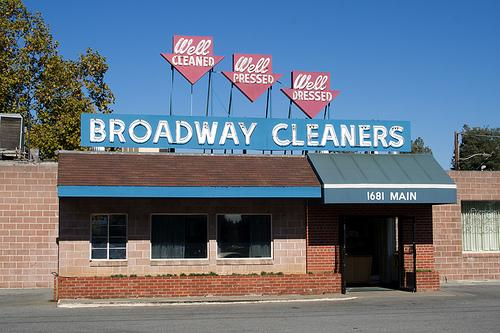 Well
CLEANED
Well
PRESSED
Well
DRESSED
BROADWAY CLEANERS
1681 MAIN